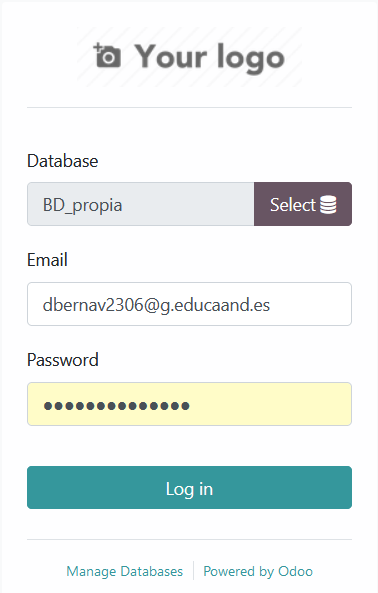 Your logo
Database
BD_propia
Select
Email
dbernav2306@g.educaand.es
Password
●●●●●●●●●●●●●●
Log in
Manage Databases
Powered by Odoo